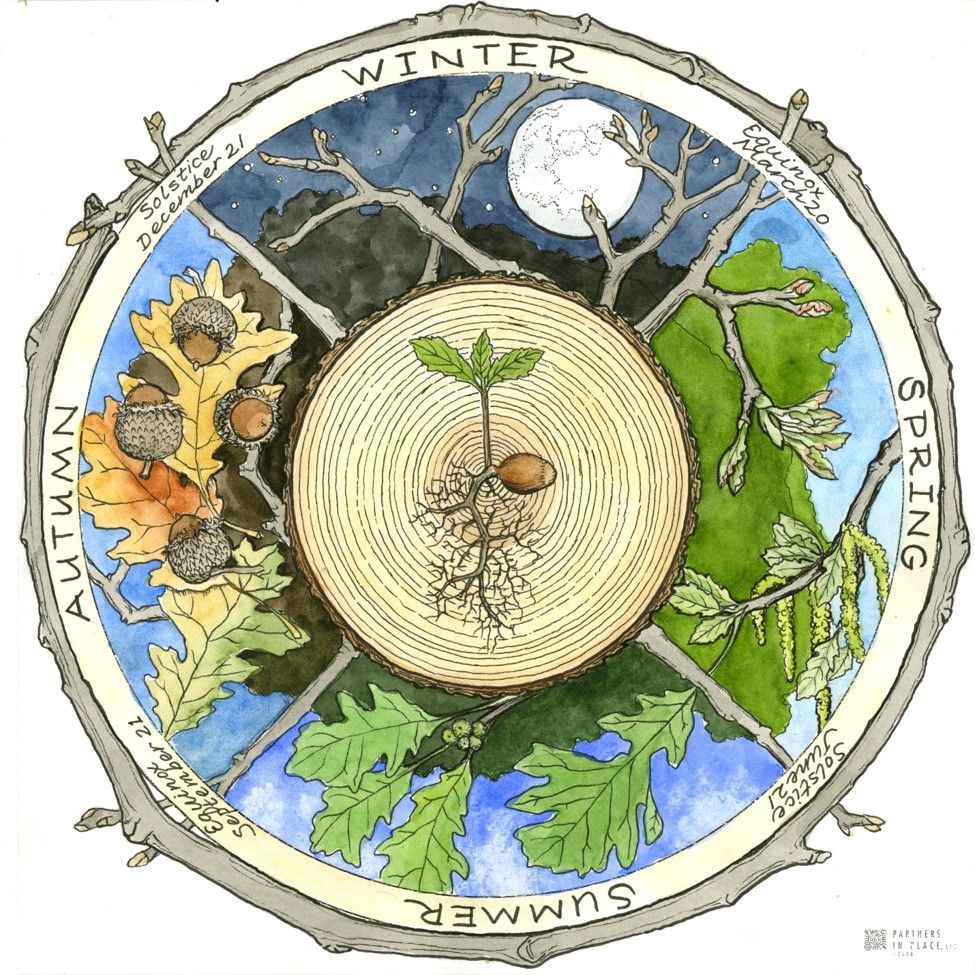 WINTER
Equinox
March 20
SPRING
Solstice
June 21
SUMMER
Equinox
September 21
AUTUMN
Solstice
December 21
PARTNERS
IN PLACE,